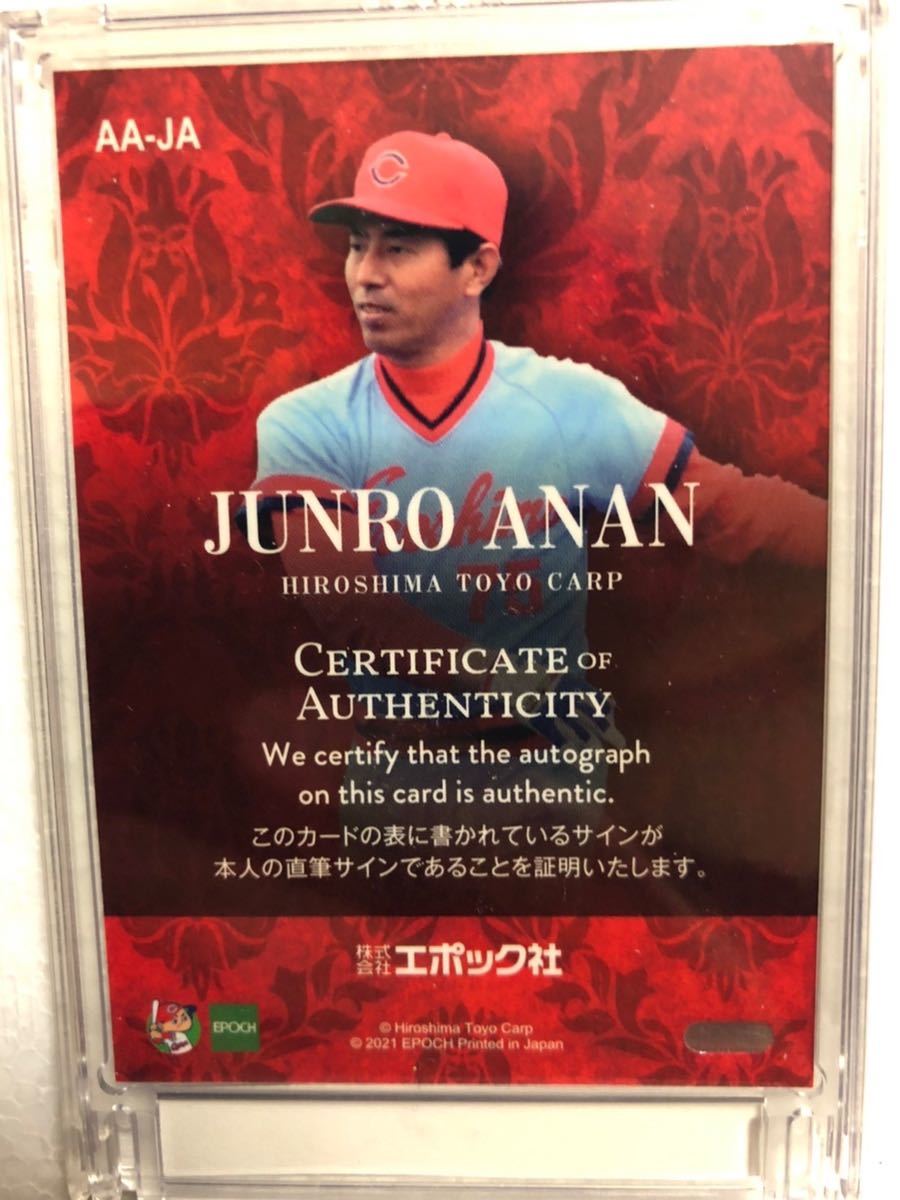 AA-JA
C
Hiroshima
75
JUNRO ANAN
HIROSHIMA TOYO CARP
CERTIFICATE OF
AUTHENTICITY
We certify that the autograph
on this card is authentic.
このカードの表に書かれているサインが
本人の直筆サインであることを証明いたします。
株式会社エポック社
EPOCH
© Hiroshima Toyo Carp
© 2021 EPOCH Printed in Japan